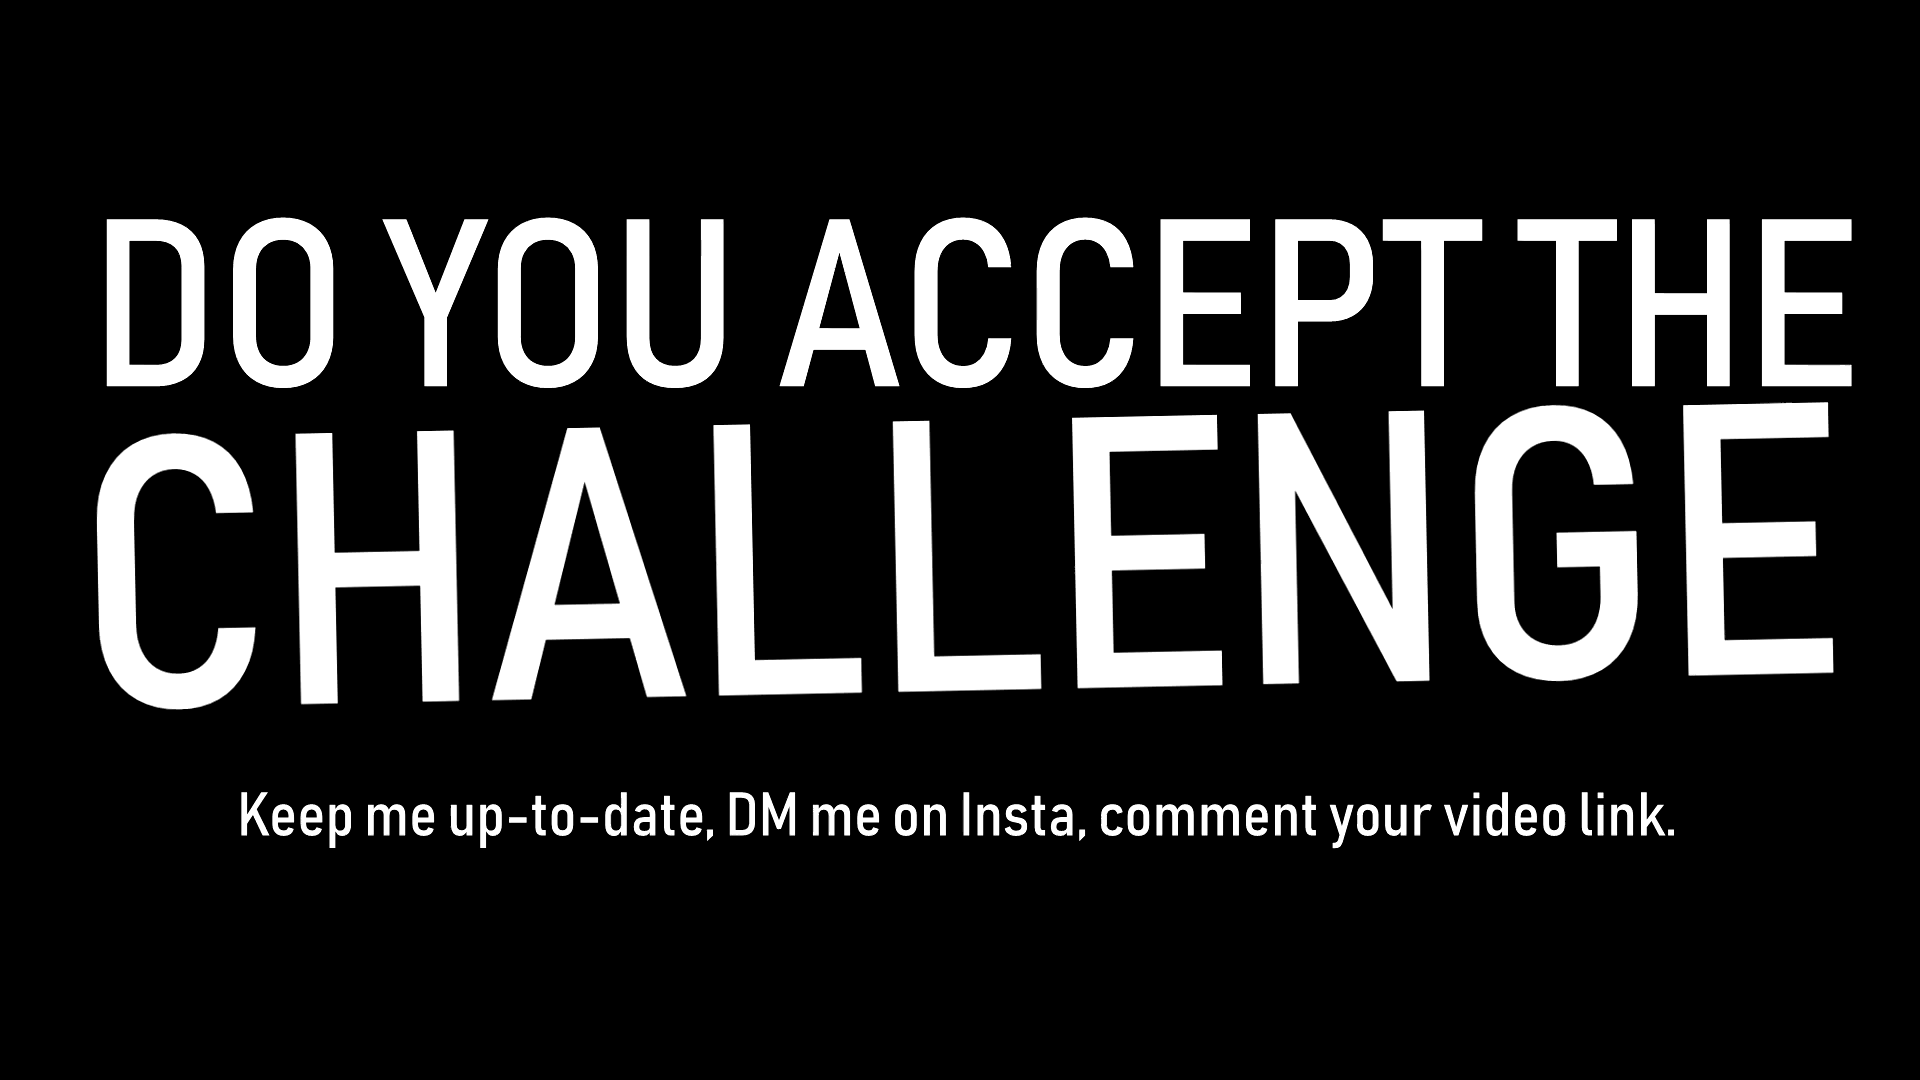 DO YOU ACCEPT THE
CHALLENGE
Keep me up-to-date, DM me on Insta, comment your video link.